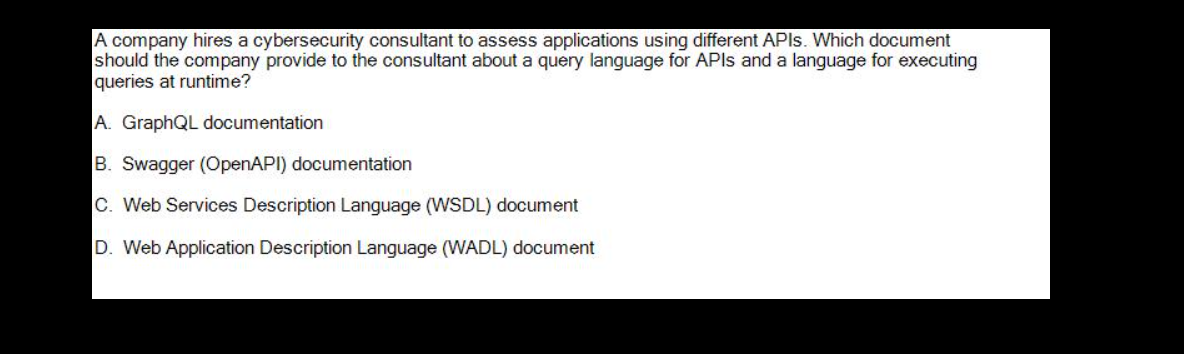 A company hires a cybersecurity consultant to assess applications using different APIs. Which document
should the company provide to the consultant about a query language for APIs and a language for executing
queries at runtime?
A. GraphQL documentation
B. Swagger (OpenAPI) documentation
C. Web Services Description Language (WSDL) document
D. Web Application Description Language (WADL) document